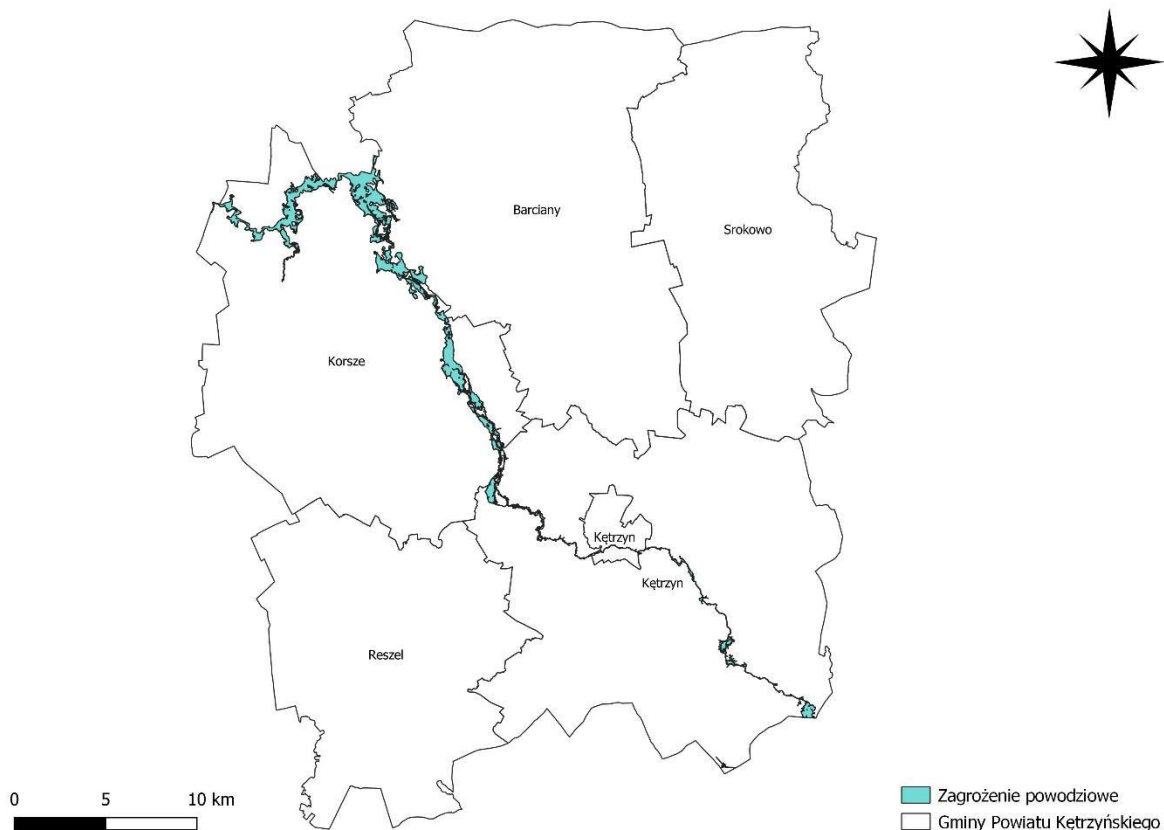 Barciany
Srokowo
Korsze
Kętrzyn
Kętrzyn
Reszel
0 5 10 km
Zagrożenie powodziowe
Gminy Powiatu Kętrzyńskiego